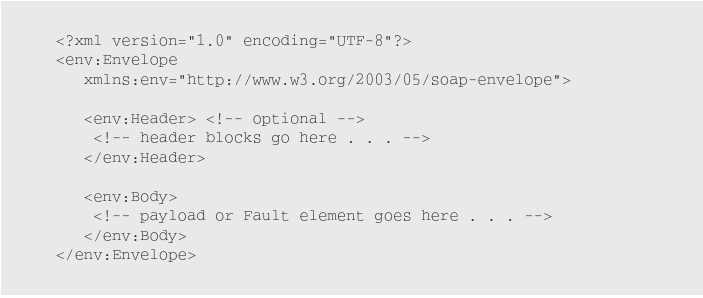 <?xml version="1.0" encoding="UTF-8"?>
<env:Envelope
xmlns:env="http://www.w3.org/2003/05/soap-envelope">
<env:Header> <!-- optional -->
<!-- header blocks go here . . . -->
</env:Header>
<env:Body>
<!-- payload or Fault element goes here . . . -->
</env:Body>
</env:Envelope>